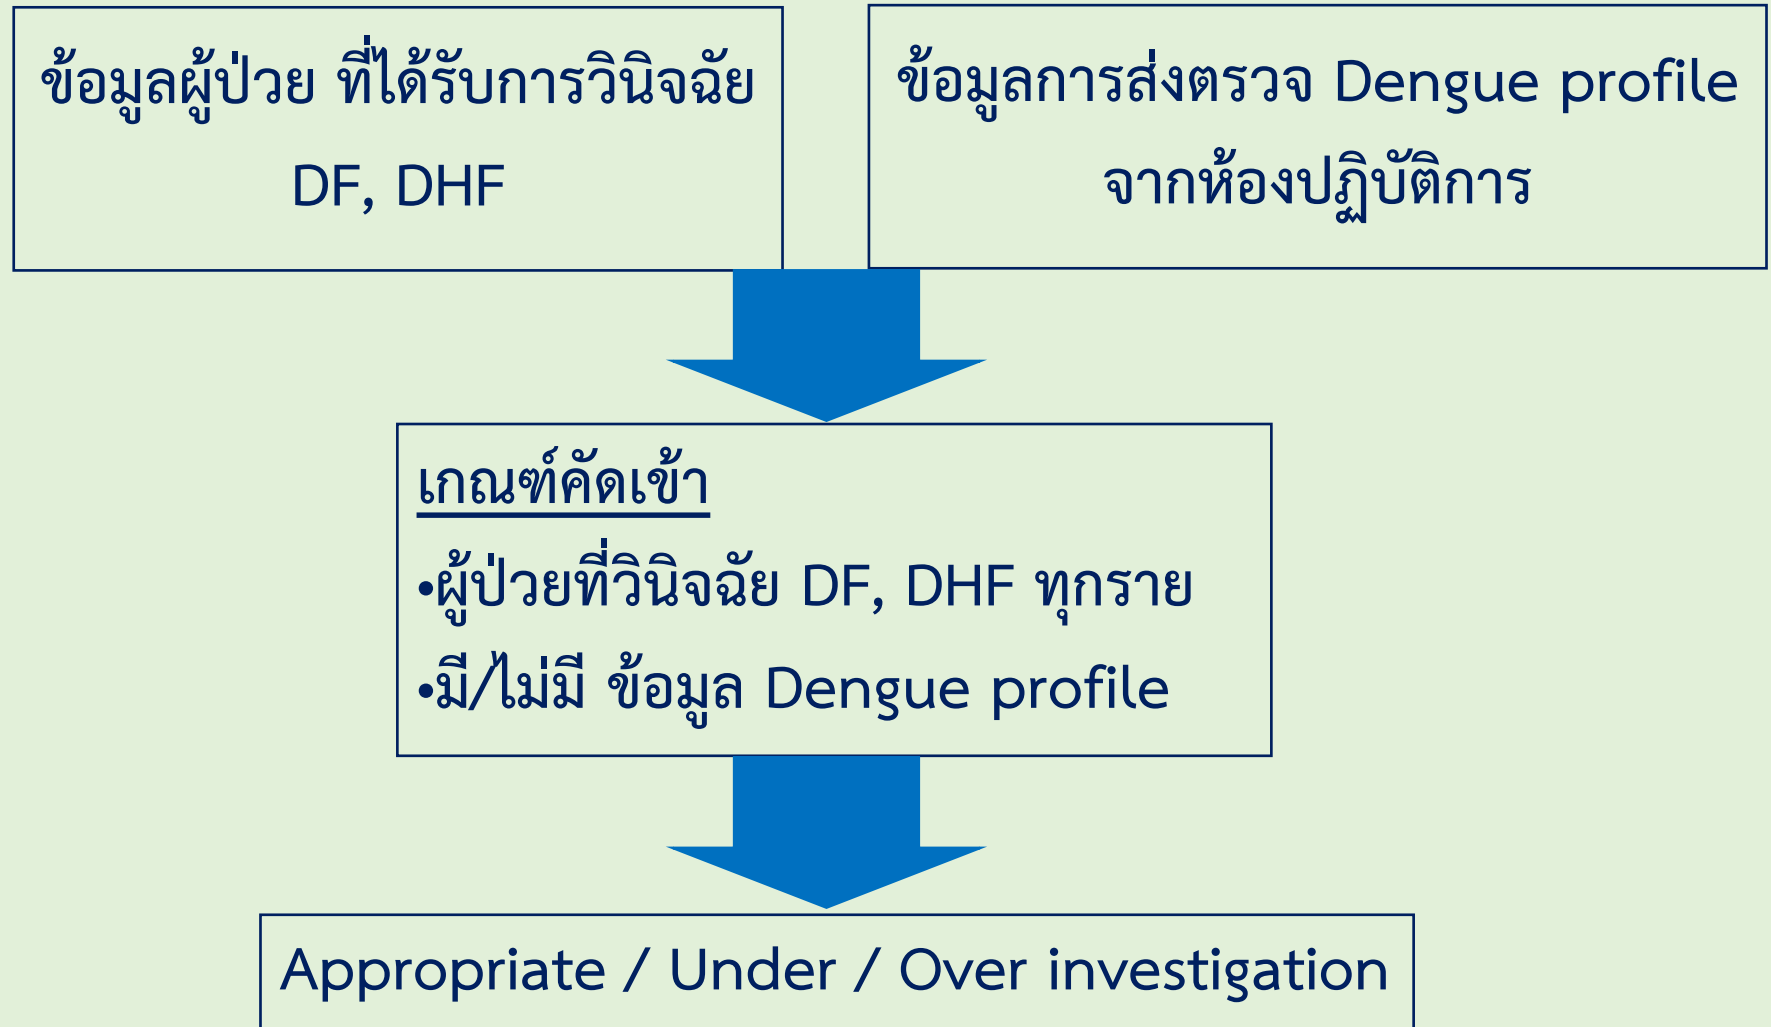 ข้อมูลผู้ป่วย ที่ได้รับการวินิจฉัย
DF, DHF
ข้อมูลการส่งตรวจ Dengue profile
จากห้องปฏิบัติการ
เกณฑ์คัดเข้า
•ผู้ป่วยที่วินิจฉัย DF, DHF ทุกราย
•มี/ไม่มี ข้อมูล Dengue profile
Appropriate / Under / Over investigation